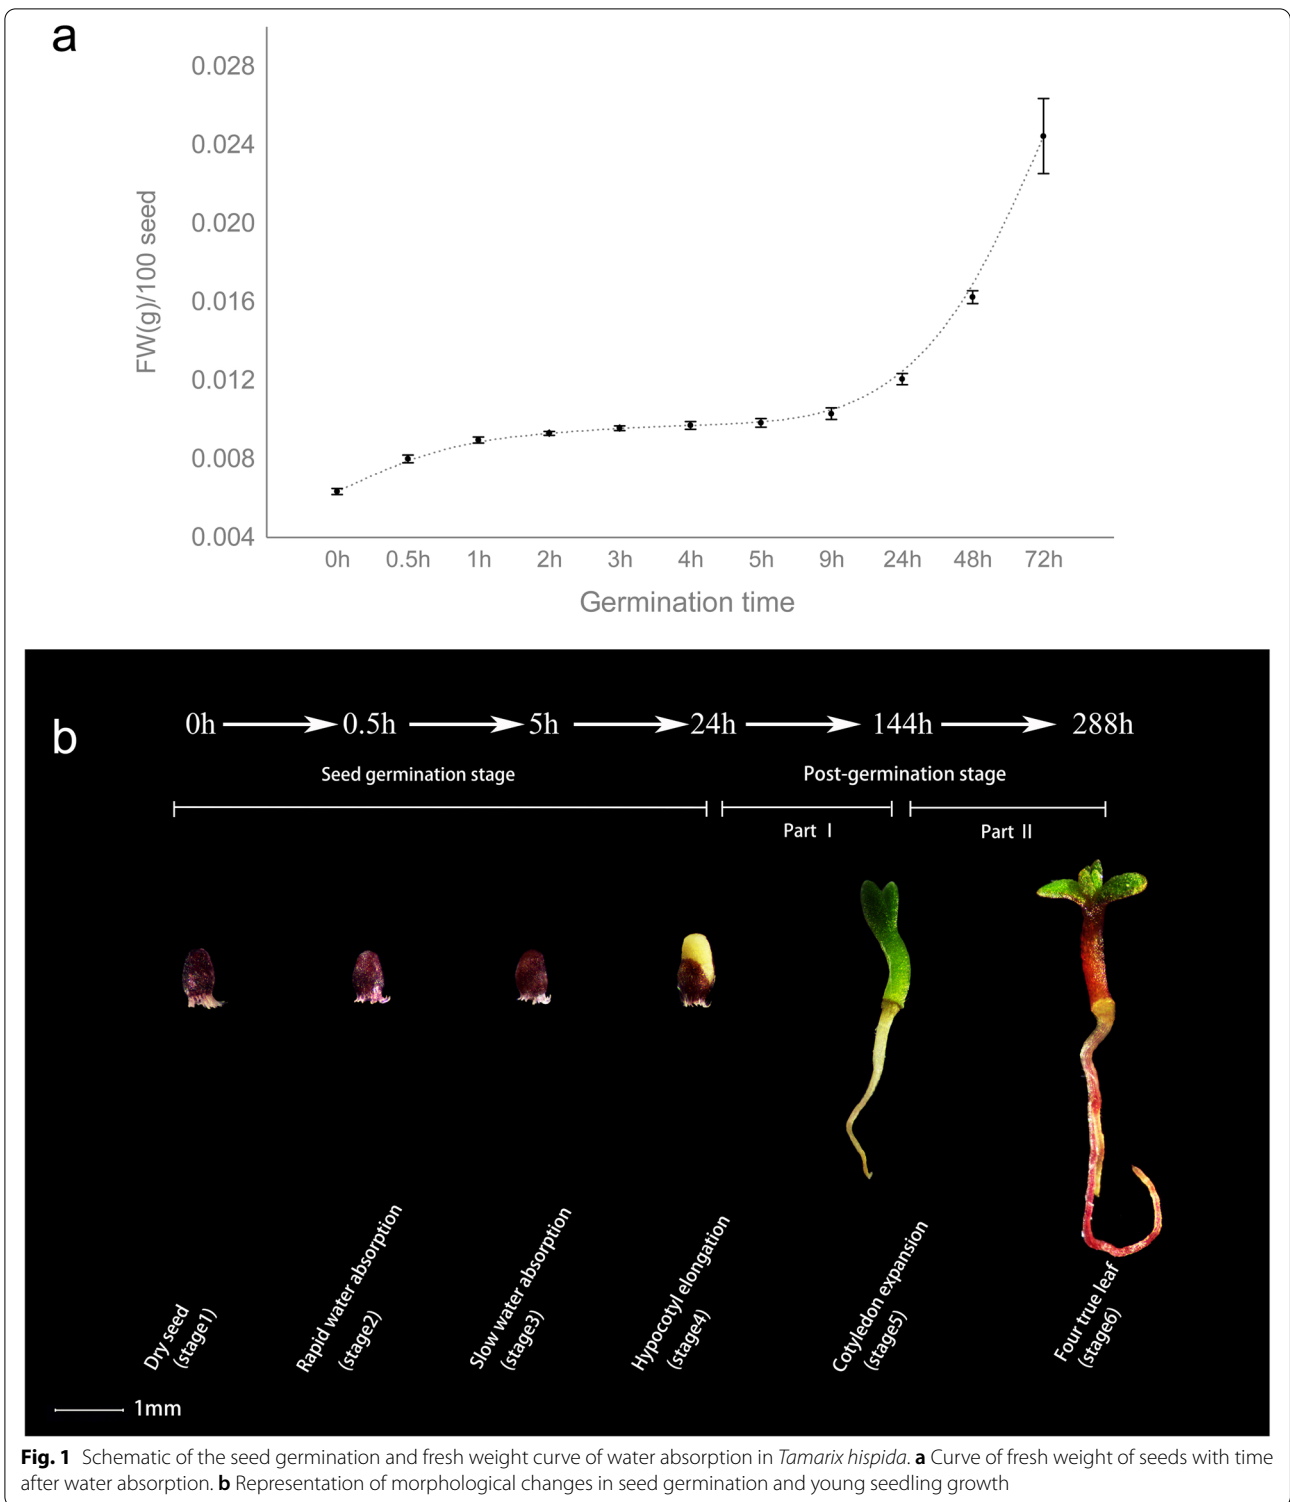 a
0.028
0.024
0.020
0.016
0.012
0.008
0.004
FW(g)/100 seed
0h 0.5h 1h 2h 3h 4h 5h 9h 24h 48h 72h
Germination time
b
0h 0.5h 5h 24h 144h 288h
Seed germination stage Post-germination stage
Part I Part II
Dry seed
(stage1)
Rapid water absorption
(stage2)
Slow water absorption
(stage3)
Hypocotyl elongation
(stage4)
Cotyledon expansion
(stage5)
Four true leaf
(stage6)
1mm
Fig. 1 Schematic of the seed germination and fresh weight curve of water absorption in Tamarix hispida. a Curve of fresh weight of seeds with time
after water absorption. b Representation of morphological changes in seed germination and young seedling growth